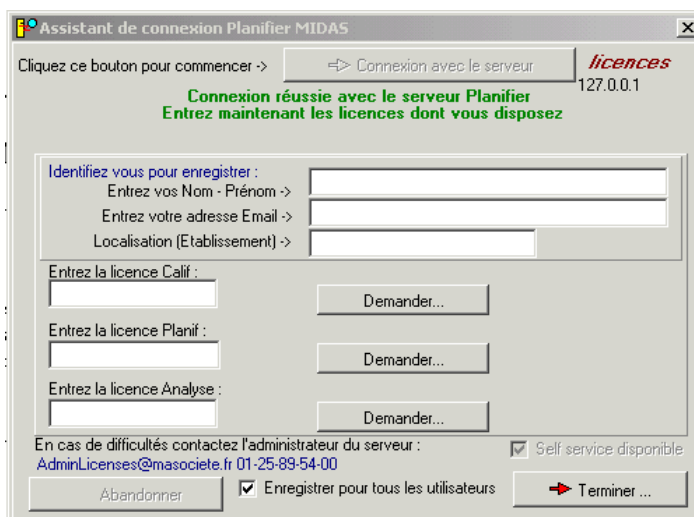 Assistant de connexion Planifier MIDAS
Cliquez ce bouton pour commencer -> Connexion avec le serveur licences
127.0.0.1
Connexion réussie avec le serveur Planifier
Entrez maintenant les licences dont vous disposez
Identifiez vous pour enregistrer :
Entrez vos Nom - Prénom ->
Entrez votre adresse Email ->
Localisation (Etablissement) ->
Entrez la licence Calif :
Demander...
Entrez la licence Planif :
Demander...
Entrez la licence Analyse :
Demander...
En cas de difficultés contactez l'administrateur du serveur :
Self service disponible
AdminLicenses@masociete.fr 01-25-89-54-00
Abandonner Enregistrer pour tous les utilisateurs Terminer ...